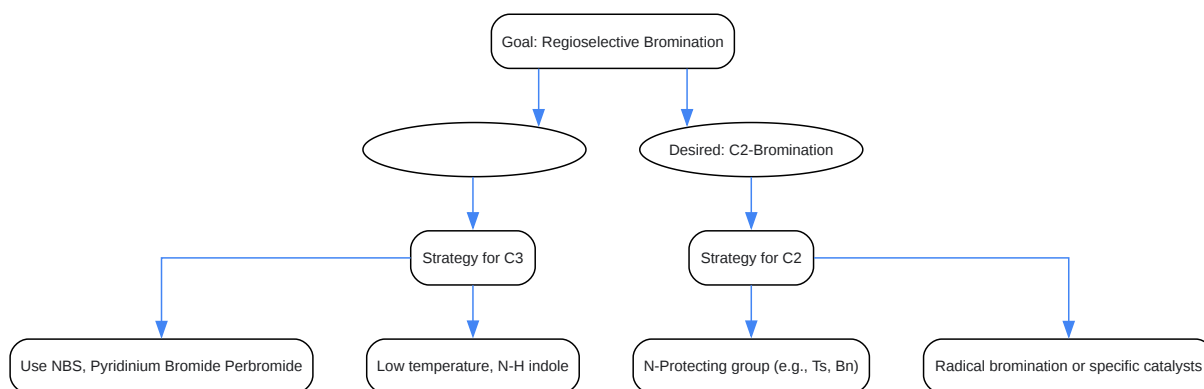 Goal: Regioselective Bromination
Desired: C2-Bromination
Strategy for C3
Strategy for C2
Use NBS, Pyridinium Bromide Perbromide
Low temperature, N-H indole
N-Protecting group (e.g., Ts, Bn)
Radical bromination or specific catalysts